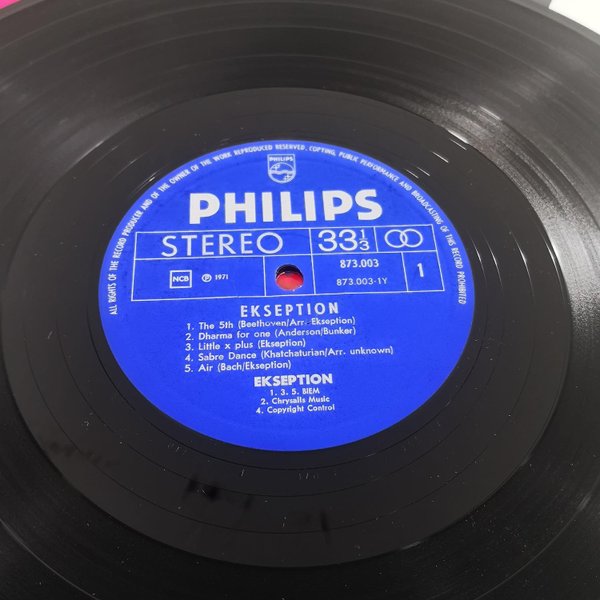 ALL RIGHTS OF THE RECORD PRODUCER AND OF THE OWNER OF THE WORK REPRODUCED RESERVED. COPYING, PUBLIC PERFORMANCE AND BROADCASTING OF THIS RECORD PROHIBITED
PHILIPS
PHILIPS
STEREO 33 1/3
NCB ℗ 1971 873.003 1
873.003-1Y
EKSEPTION
1. The 5th (Beethoven/Arr. Ekseption)
2. Dharma for one (Anderson/Bunker)
3. Little x plus (Ekseption)
4. Sabre Dance (Khatchaturian/Arr. unknown)
5. Air (Bach/Ekseption)
EKSEPTION
1. 3. 5. BIEM
2. Chrysalis Music
4. Copyright Control